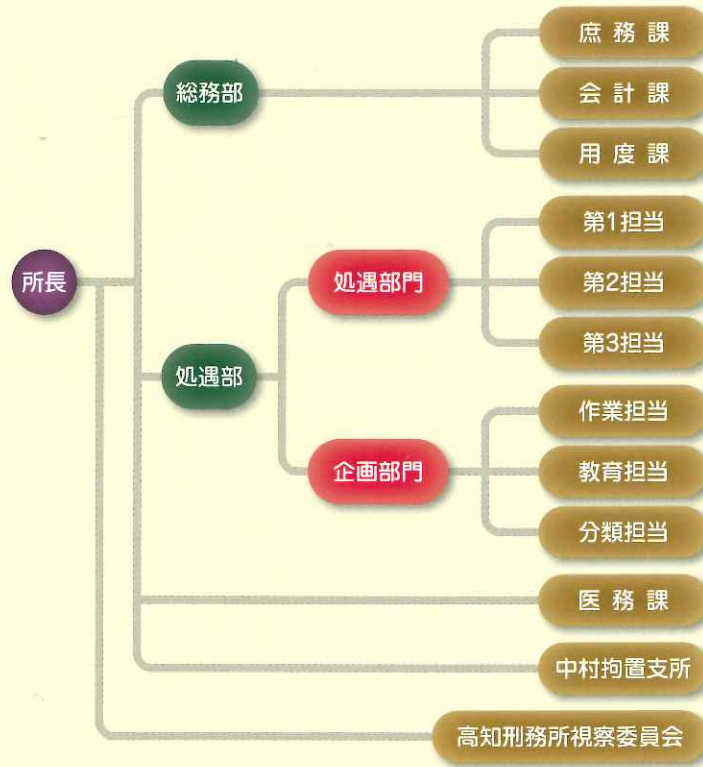 庶務課
総務部
会計課
用度課
第1担当
所長
処遇部門
第2担当
第3担当
処遇部
作業担当
企画部門
教育担当
分類担当
医務課
中村拘置支所
高知刑務所視察委員会